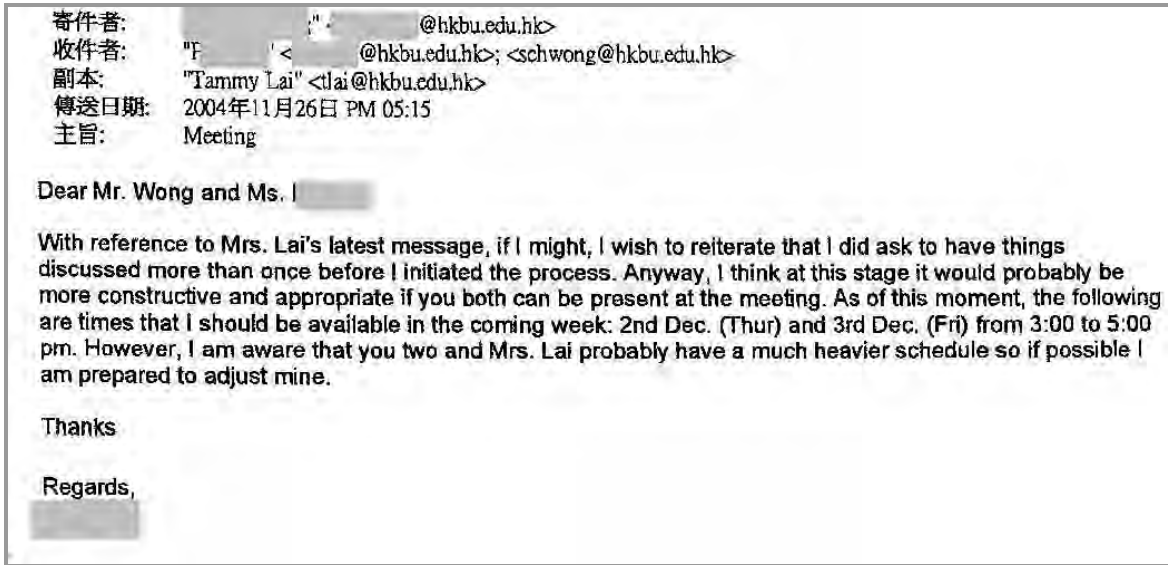 寄件者: @hkbu.edu.hk>
收件者: <@hkbu.edu.hk>; <schwong@hkbu.edu.hk>
副本: "Tammy Lai" <tlai@hkbu.edu.hk>
傳送日期: 2004年11月26日 PM 05:15
主旨: Meeting
Dear Mr. Wong and Ms.
With reference to Mrs. Lai's latest message, if I might, I wish to reiterate that I did ask to have things
discussed more than once before I initiated the process. Anyway, I think at this stage it would probably be
more constructive and appropriate if you both can be present at the meeting. As of this moment, the following
are times that I should be available in the coming week: 2nd Dec. (Thur) and 3rd Dec. (Fri) from 3:00 to 5:00
pm. However, I am aware that you two and Mrs. Lai probably have a much heavier schedule so if possible I
am prepared to adjust mine.
Thanks
Regards,